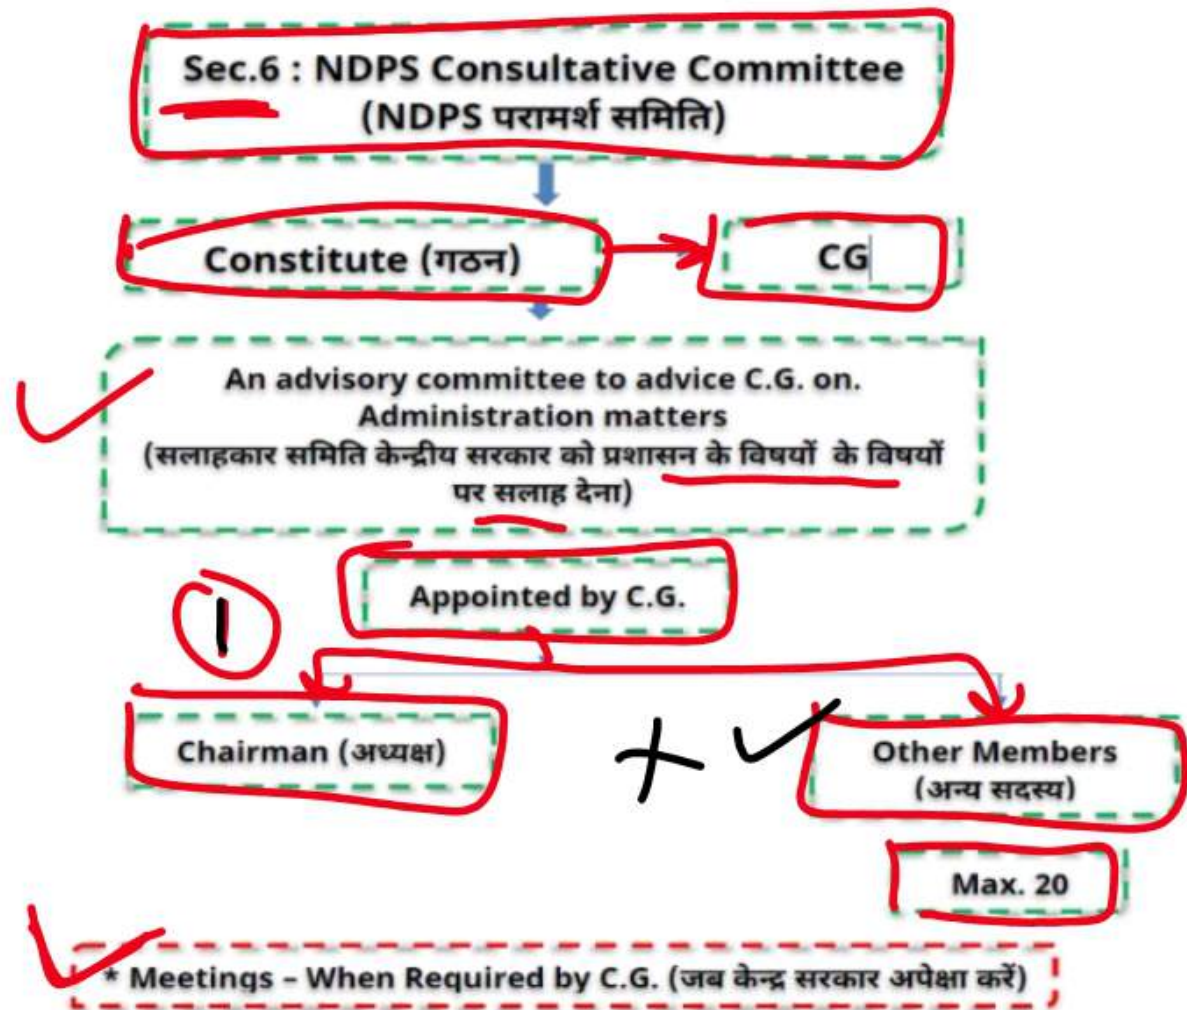 Sec.6 : NDPS Consultative Committee
(NDPS परामर्श समिति)
Constitute (गठन)
CG
An advisory committee to advice C.G. on.
Administration matters
(सलाहकार समिति केन्द्रीय सरकार को प्रशासन के विषयों के विषयों
पर सलाह देना)
Appointed by C.G.
1
Chairman (अध्यक्ष)
+
Other Members
(अन्य सदस्य)
Max. 20
* Meetings – When Required by C.G. (जब केन्द्र सरकार अपेक्षा करें)